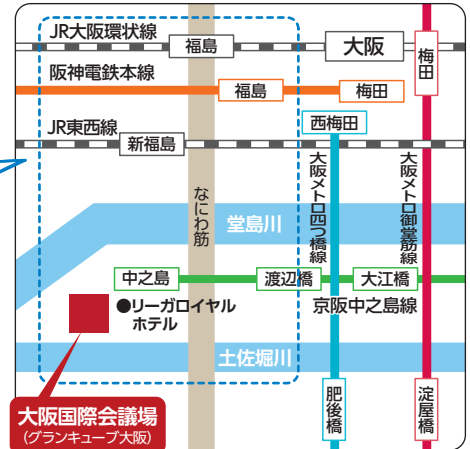 JR大阪環状線
福島
大阪
梅田
阪神電鉄本線
福島
梅田
西梅田
JR東西線
新福島
なにわ筋
大阪メトロ四つ橋線
大阪メトロ御堂筋線
堂島川
中之島
渡辺橋
大江橋
京阪中之島線
●リーガロイヤル
ホテル
土佐堀川
肥後橋
淀屋橋
大阪国際会議場
(グランキューブ大阪)